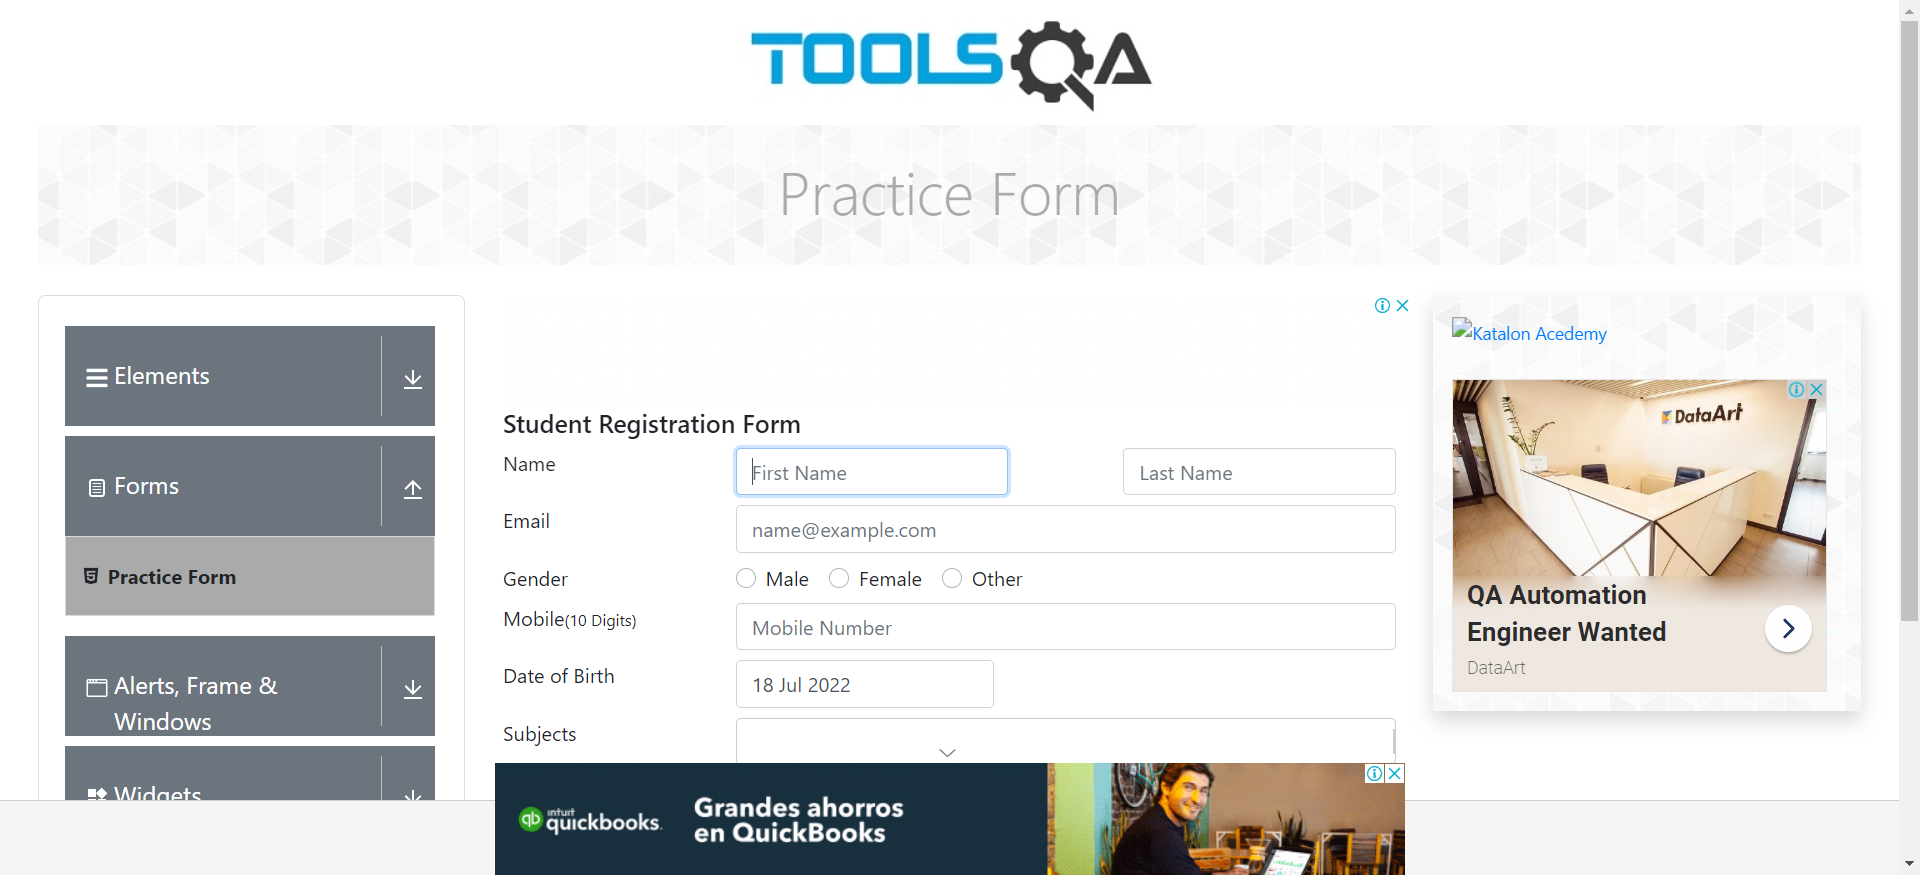 TOOLSQA
Practice Form
Elements
Forms
Practice Form
Alerts, Frame &
Windows
Widgets
Student Registration Form
Name
First Name
Last Name
Email
name@example.com
Gender
Male
Female
Other
Mobile(10 Digits)
Mobile Number
Date of Birth
18 Jul 2022
Subjects
Katalon Acedemy
DataArt
QA Automation
Engineer Wanted
DataArt
qb intuit quickbooks.
Grandes ahorros
en QuickBooks